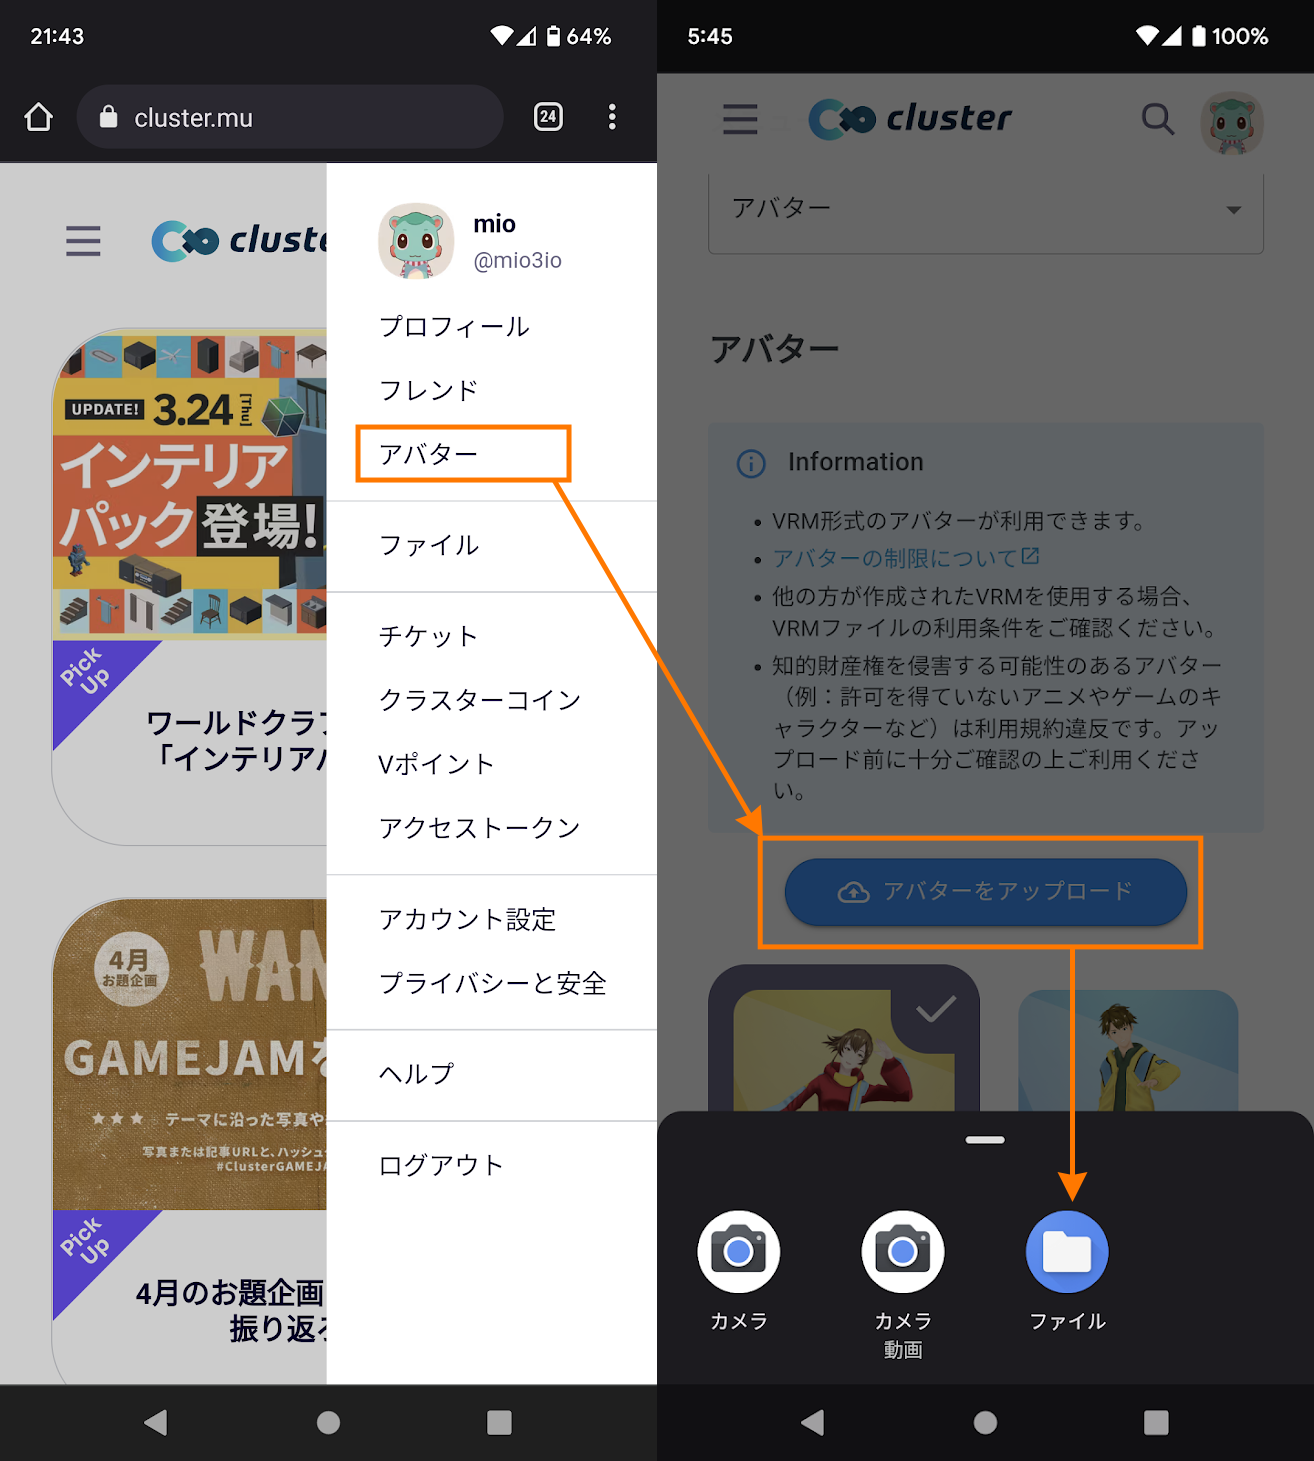 21:43
64%
cluster.mu
24
mio
@mio3io
プロフィール
フレンド
アバター
ファイル
チケット
クラスターコイン
Vポイント
アクセストークン
アカウント設定
プライバシーと安全
ヘルプ
ログアウト
cluste
UPDATE! 3.24 [Thu]
インテリア
パック登場!
Pick
Up
ワールドクラフ
「インテリアパ
4月
お題企画
WAN
GAMEJAMを
★★★ テーマに沿った写真や
写真または記事URLと、ハッシュ
#ClusterGAMEJA
Pick
Up
4月のお題企画
振り返る
5:45
100%
cluster
アバター
アバター
Information
• VRM形式のアバターが利用できます。
• アバターの制限について
• 他の方が作成されたVRMを使用する場合、
VRMファイルの利用条件をご確認ください。
• 知的財産権を侵害する可能性のあるアバター
（例：許可を得ていないアニメやゲームのキ
ャラクターなど）は利用規約違反です。アッ
プロード前に十分ご確認の上ご利用くださ
い。
アバターをアップロード
カメラ
カメラ
動画
ファイル